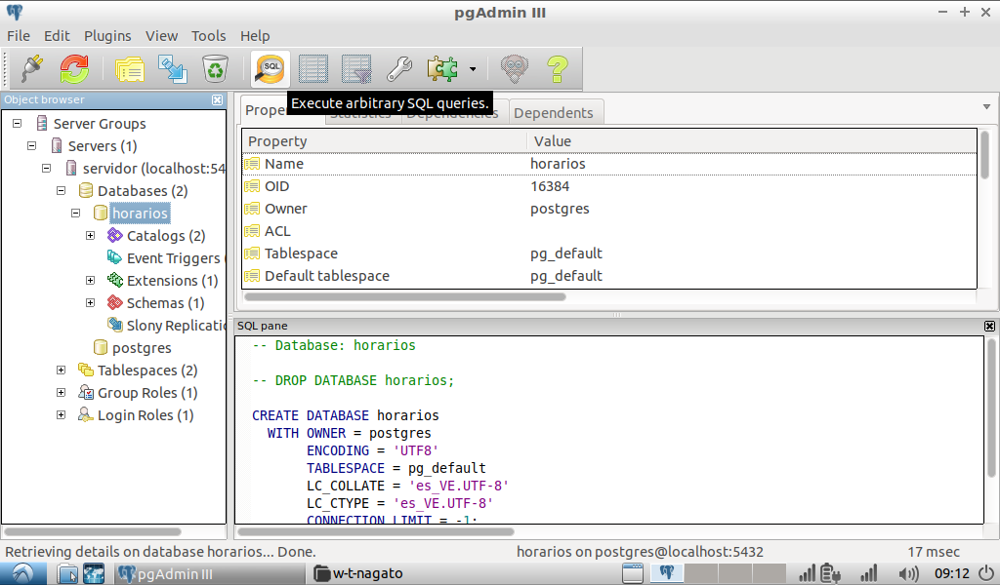 pgAdmin III
File Edit Plugins View Tools Help
SQL
Execute arbitrary SQL queries.
Object browser
Server Groups
Servers (1)
servidor (localhost:54
Databases (2)
horarios
Catalogs (2)
Event Triggers (
Extensions (1)
Schemas (1)
Slony Replicatio
postgres
Tablespaces (2)
Group Roles (1)
Login Roles (1)
Proper Statistics Dependencies Dependents
Property Value
Name horarios
OID 16384
Owner postgres
ACL
Tablespace pg_default
Default tablespace pg_default
SQL pane
-- Database: horarios
-- DROP DATABASE horarios;
CREATE DATABASE horarios
WITH OWNER = postgres
ENCODING = 'UTF8'
TABLESPACE = pg_default
LC_COLLATE = 'es_VE.UTF-8'
LC_CTYPE = 'es_VE.UTF-8'
CONNECTION LIMIT = -1;
Retrieving details on database horarios... Done. horarios on postgres@localhost:5432 17 msec
pgAdmin III w-t-nagato 09:12